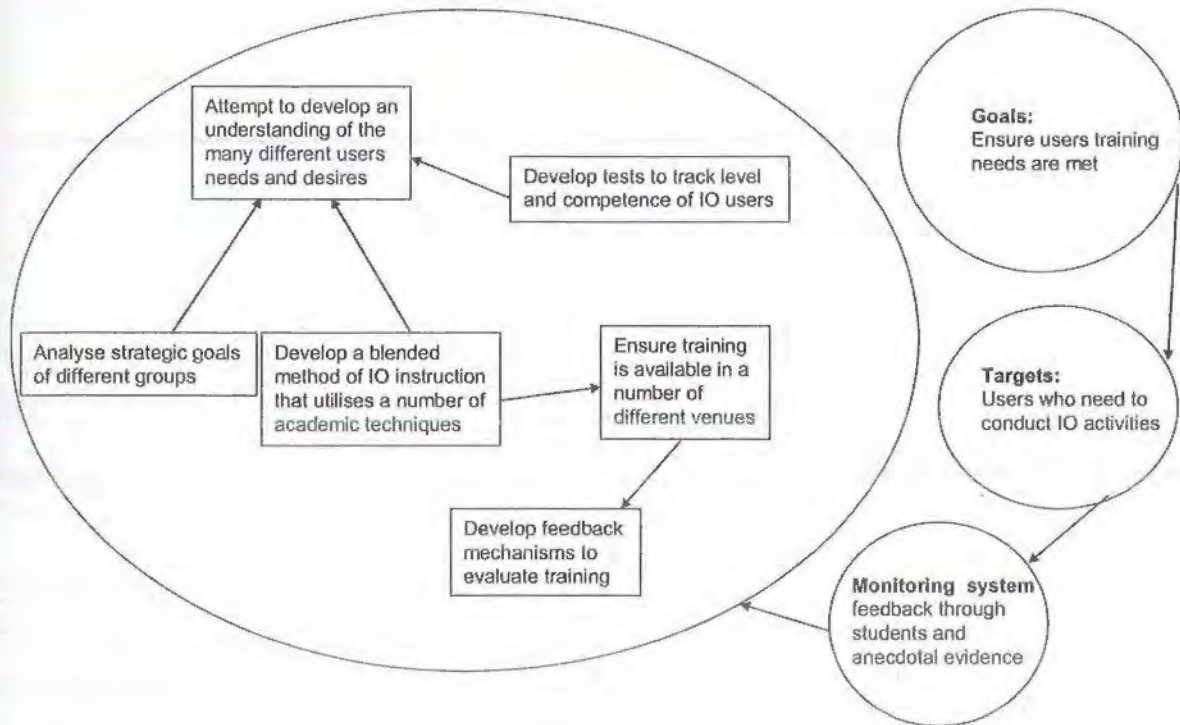 Attempt to develop an
understanding of the
many different users
needs and desires
Develop tests to track level
and competence of IO users
Analyse strategic goals
of different groups
Develop a blended
method of IO instruction
that utilises a number of
academic techniques
Ensure training
is available in a
number of
different venues
Develop feedback
mechanisms to
evaluate training
Goals:
Ensure users training
needs are met
Targets:
Users who need to
conduct IO activities
Monitoring system
feedback through
students and
anecdotal evidence